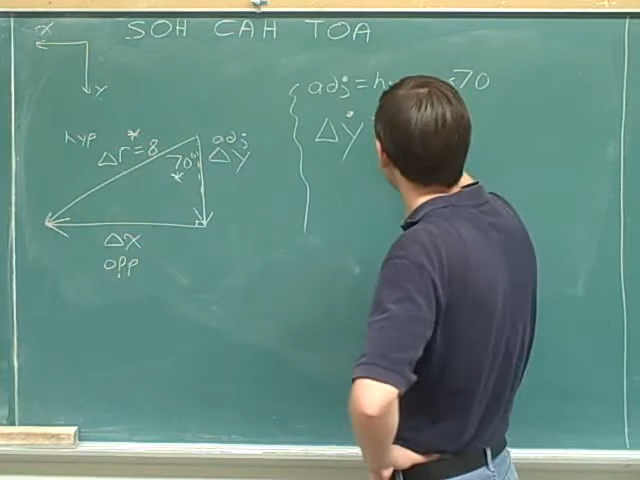 SOH CAH TOA
x
y
hyp
Δr=8
*
70°
*
adj
Δy
Δx
opp
adj = h
70
Δy